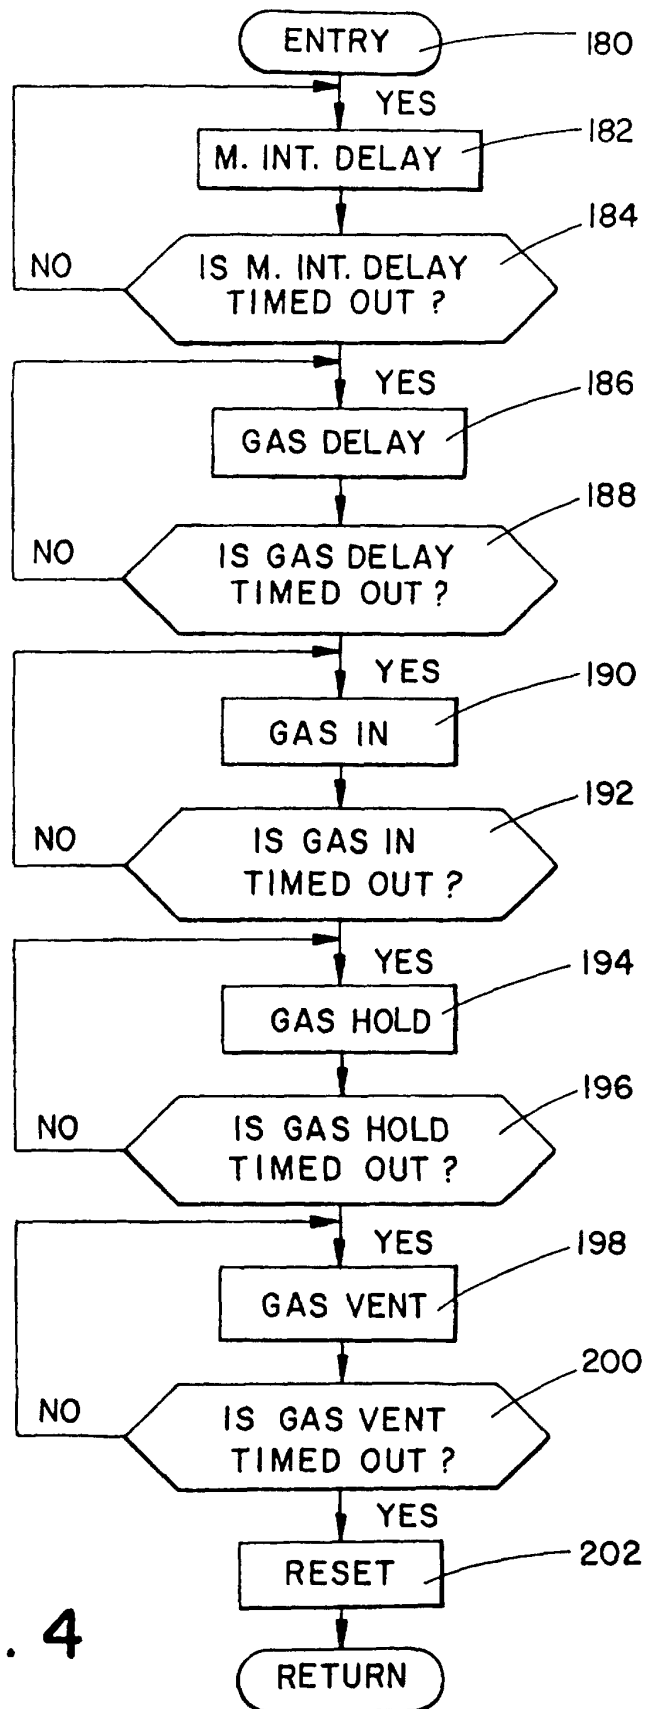 ENTRY
180
YES
M. INT. DELAY
182
184
NO
IS M. INT. DELAY
TIMED OUT ?
YES
186
GAS DELAY
188
NO
IS GAS DELAY
TIMED OUT ?
YES
190
GAS IN
192
NO
IS GAS IN
TIMED OUT ?
YES
194
GAS HOLD
196
NO
IS GAS HOLD
TIMED OUT ?
YES
198
GAS VENT
200
NO
IS GAS VENT
TIMED OUT ?
YES
202
RESET
. 4
RETURN